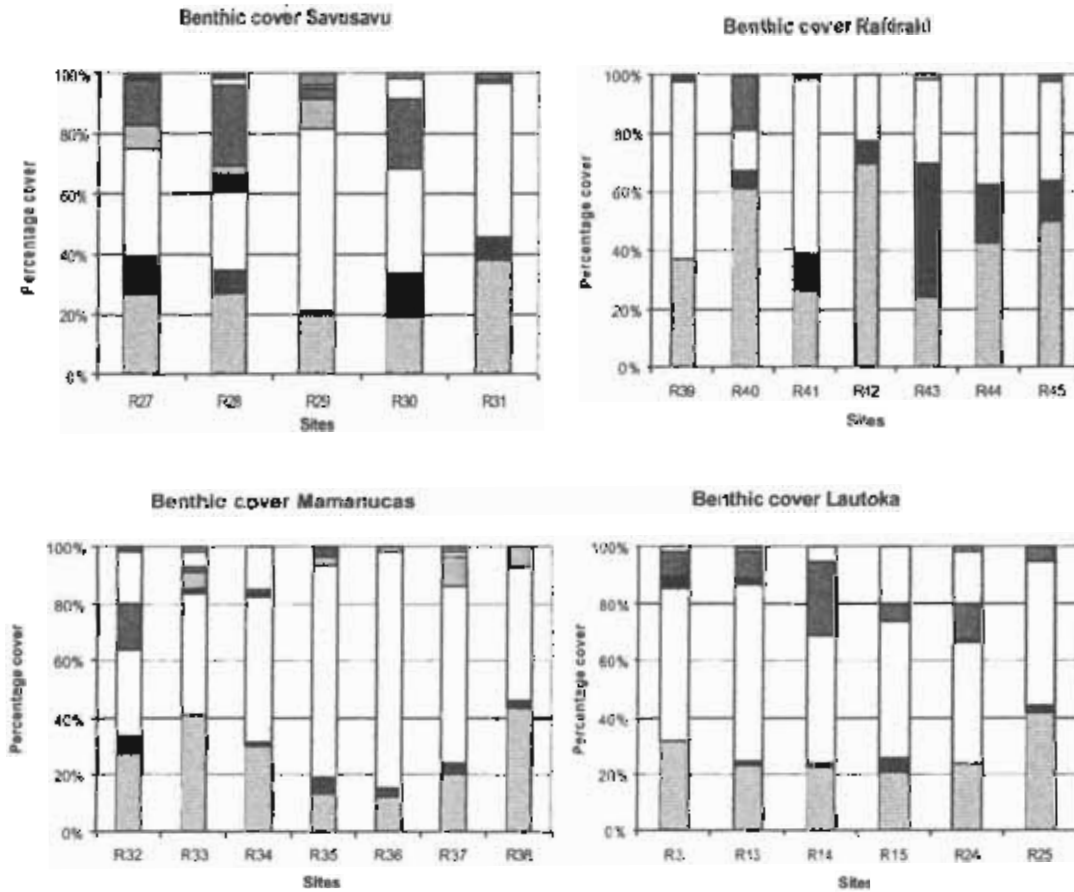 Benthic cover Savusavu
100%
80%
60%
40%
20%
0%
Percentage cover
R27 R28 R29 R30 R31
Sites
Benthic cover
100%
80%
60%
40%
20%
0%
Percentage cover
R39 R40 R41 R42 R43 R44 R45
Sites
Benthic cover Mamanucas
100%
80%
60%
40%
20%
0%
Percentage cover
R32 R33 R34 R35 R36 R37 R38
Sites
Benthic cover Lautoka
100%
80%
60%
40%
20%
0%
Percentage cover
R13 R14 R15 R24 R25
Sites